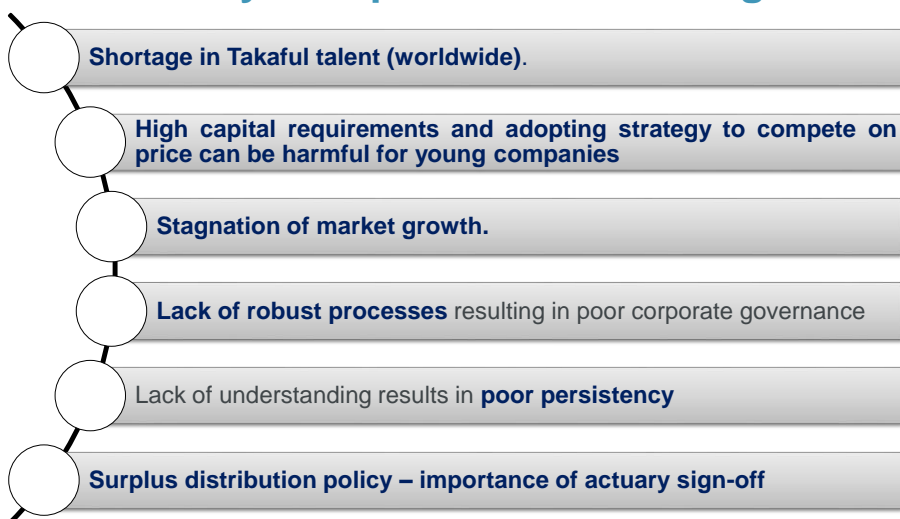 Shortage in Takaful talent (worldwide).
High capital requirements and adopting strategy to compete on
price can be harmful for young companies
Stagnation of market growth.
Lack of robust processes resulting in poor corporate governance
Lack of understanding results in poor persistency
Surplus distribution policy – importance of actuary sign-off